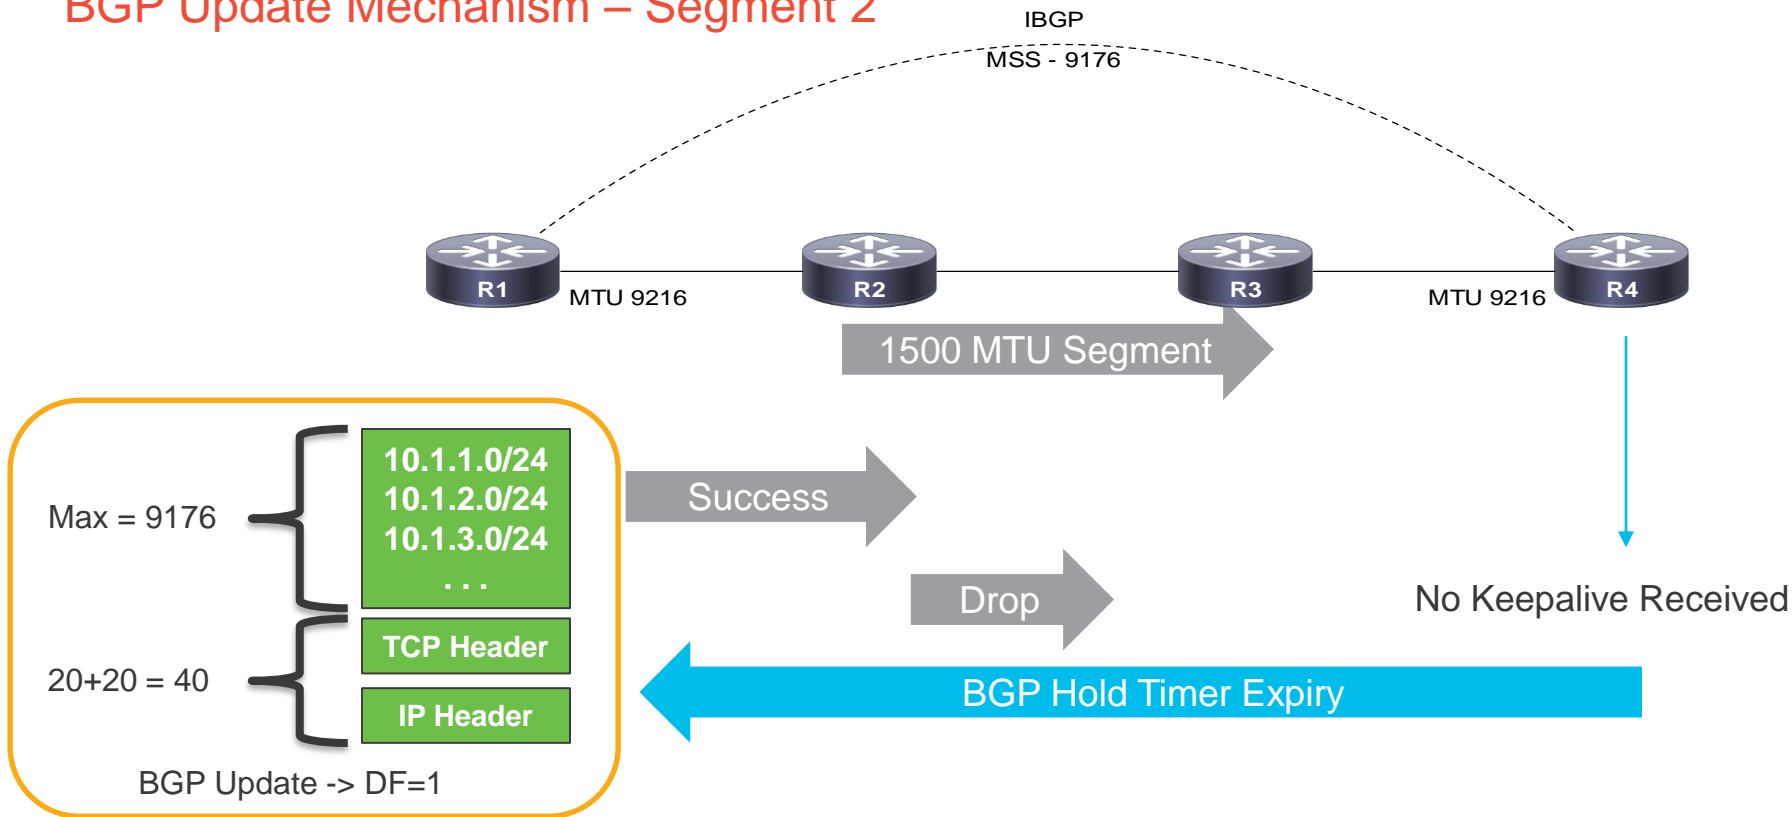 BGP Update Mechanism – Segment 2
IBGP
MSS - 9176
R1
MTU 9216
R2
R3
MTU 9216
R4
1500 MTU Segment
Max = 9176
10.1.1.0/24
10.1.2.0/24
10.1.3.0/24
. . .
TCP Header
20+20 = 40
IP Header
BGP Update -> DF=1
Success
Drop
No Keepalive Received
BGP Hold Timer Expiry